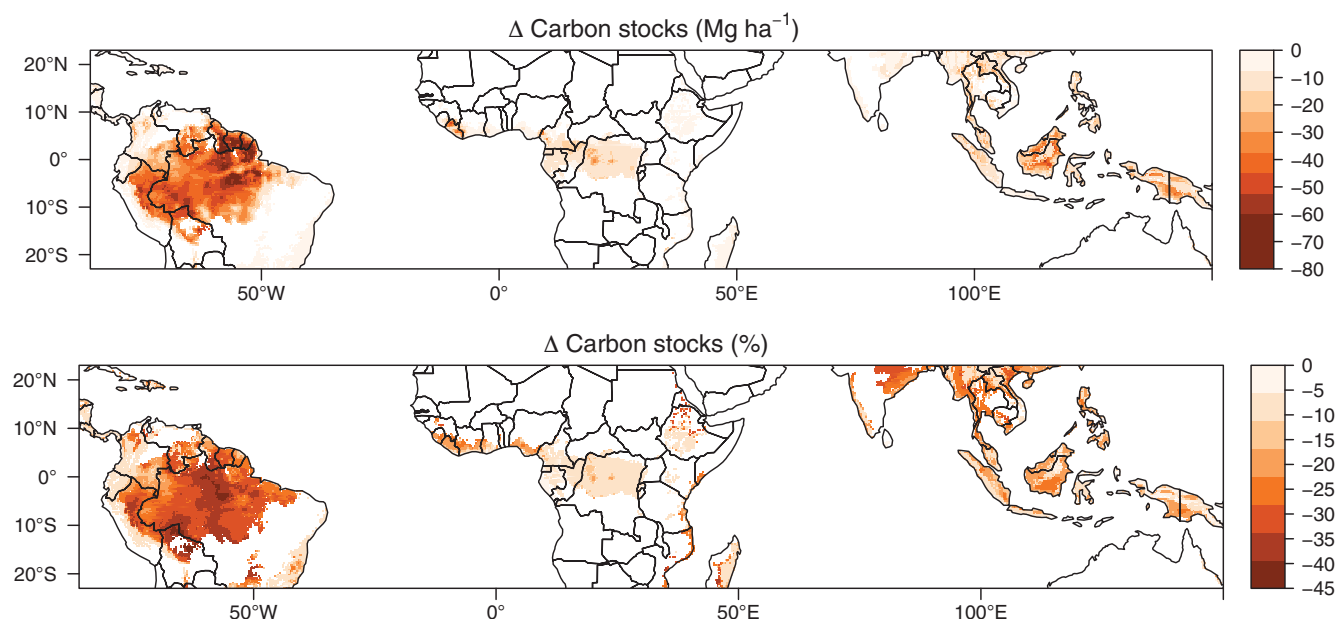 Δ Carbon stocks (Mg ha⁻¹)
20°N
10°N
0°
10°S
20°S
50°W 0° 50°E 100°E
0
−10
−20
−30
−40
−50
−60
−70
−80
Δ Carbon stocks (%)
20°N
10°N
0°
10°S
20°S
50°W 0° 50°E 100°E
0
−5
−10
−15
−20
−25
−30
−35
−40
−45